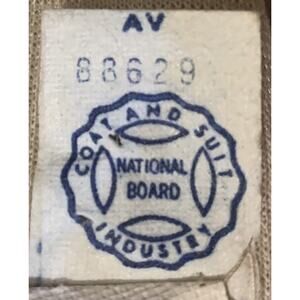 AV
88629
COAT AND SUIT
NATIONAL
BOARD
INDUSTRY